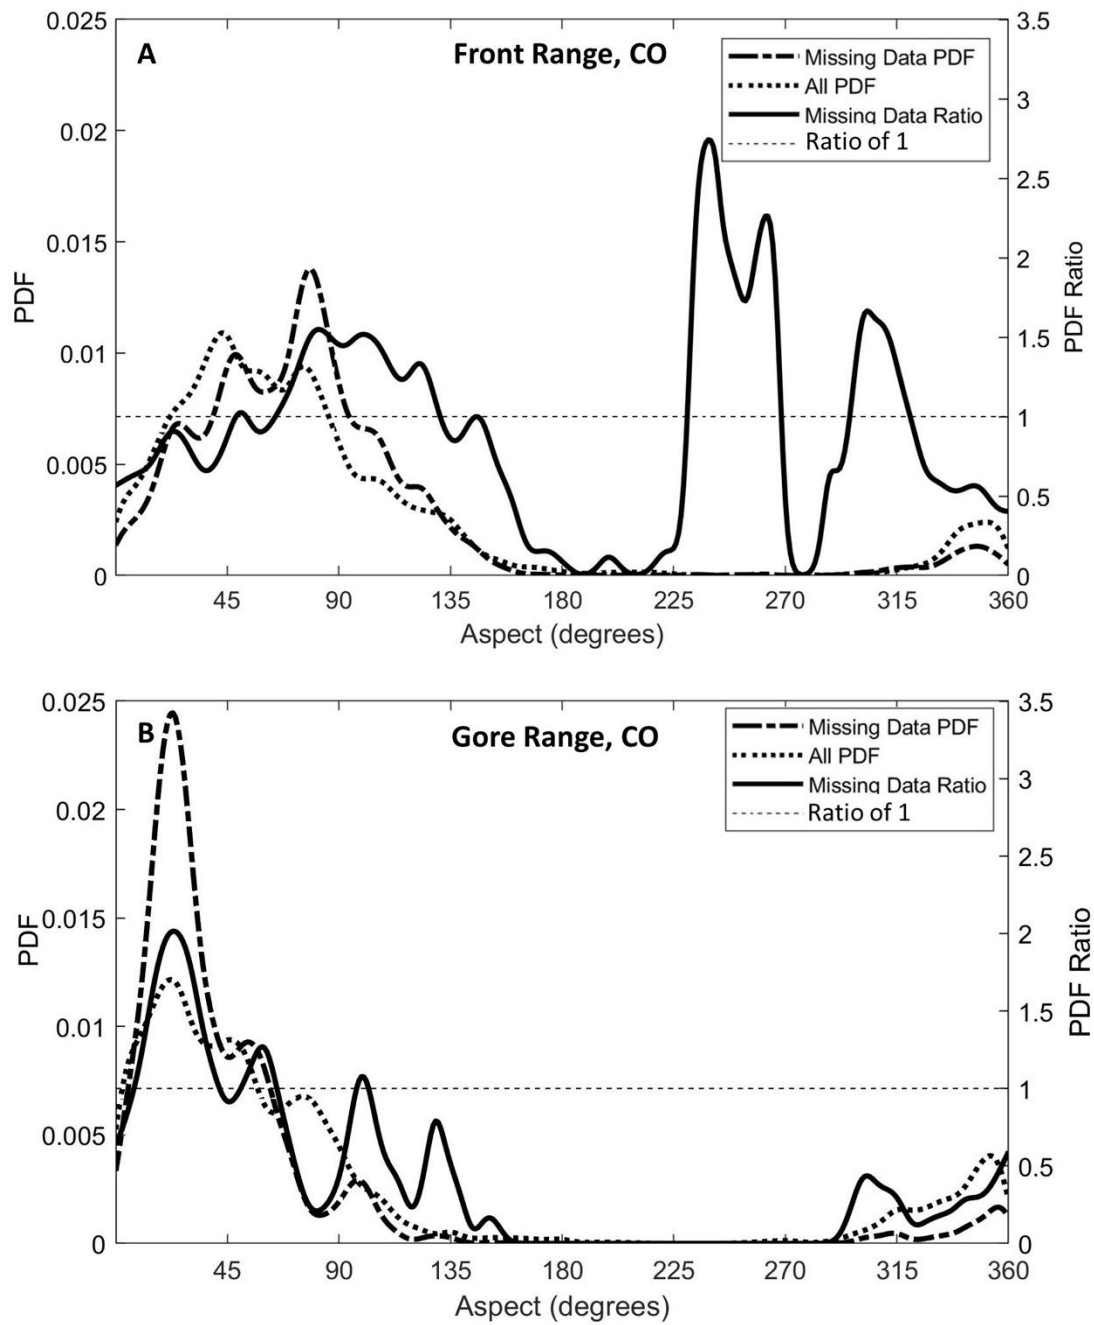 A
Front Range, CO
Missing Data PDF
All PDF
Missing Data Ratio
Ratio of 1
0.025
0.02
0.015
0.01
0.005
0
PDF
3.5
3
2.5
2
1.5
1
0.5
0
PDF Ratio
45 90 135 180 225 270 315 360
Aspect (degrees)
B
Gore Range, CO
Missing Data PDF
All PDF
Missing Data Ratio
Ratio of 1
0.025
0.02
0.015
0.01
0.005
0
PDF
3.5
3
2.5
2
1.5
1
0.5
0
PDF Ratio
45 90 135 180 225 270 315 360
Aspect (degrees)